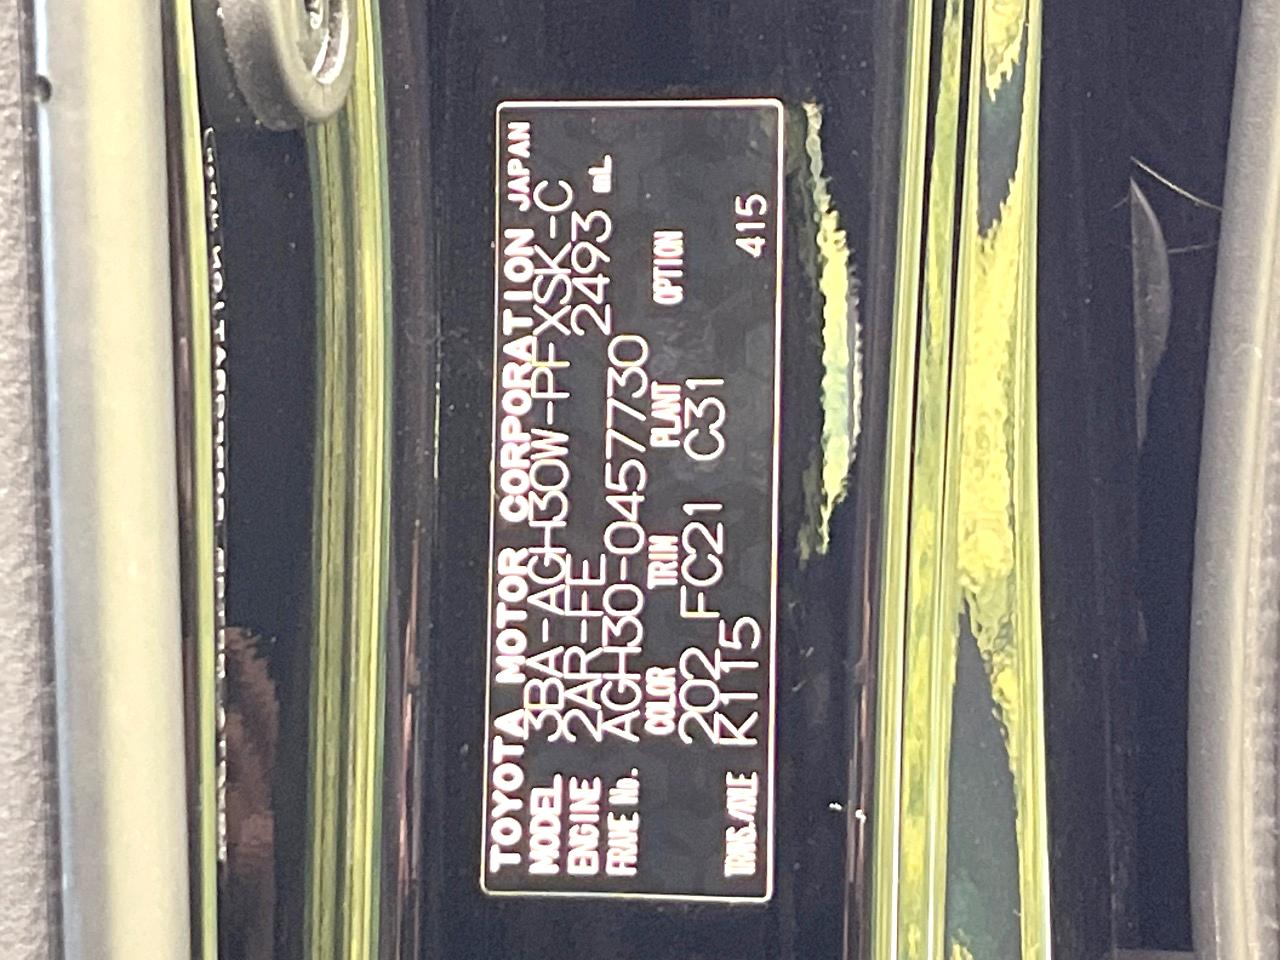 TOYOTA MOTOR CORPORATION JAPAN
MODEL 3BA-AGH30W-PFXSK-C
ENGINE 2AR-FE 2493 mL
FRAME No. AGH30-0457730
COLOR TRIM PLANT OPTION
202 FC21 C31
TRANS./AXLE K115 415